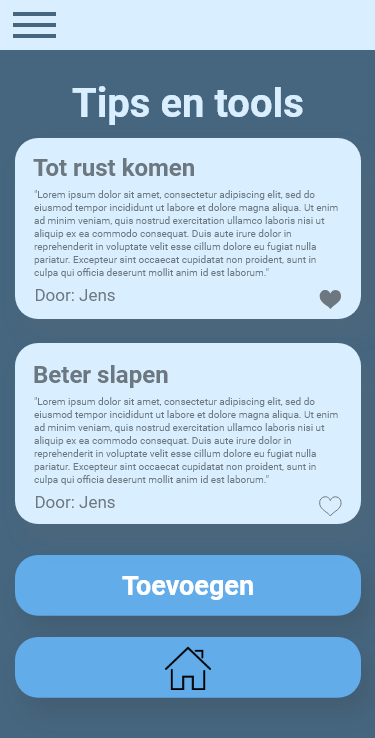 Tips en tools
Tot rust komen
"Lorem ipsum dolor sit amet, consectetur adipiscing elit, sed do
eiusmod tempor incididunt ut labore et dolore magna aliqua. Ut enim
ad minim veniam, quis nostrud exercitation ullamco laboris nisi ut
aliquip ex ea commodo consequat. Duis aute irure dolor in
reprehenderit in voluptate velit esse cillum dolore eu fugiat nulla
pariatur. Excepteur sint occaecat cupidatat non proident, sunt in
culpa qui officia deserunt mollit anim id est laborum."
Door: Jens
Beter slapen
"Lorem ipsum dolor sit amet, consectetur adipiscing elit, sed do
eiusmod tempor incididunt ut labore et dolore magna aliqua. Ut enim
ad minim veniam, quis nostrud exercitation ullamco laboris nisi ut
aliquip ex ea commodo consequat. Duis aute irure dolor in
reprehenderit in voluptate velit esse cillum dolore eu fugiat nulla
pariatur. Excepteur sint occaecat cupidatat non proident, sunt in
culpa qui officia deserunt mollit anim id est laborum."
Door: Jens
Toevoegen